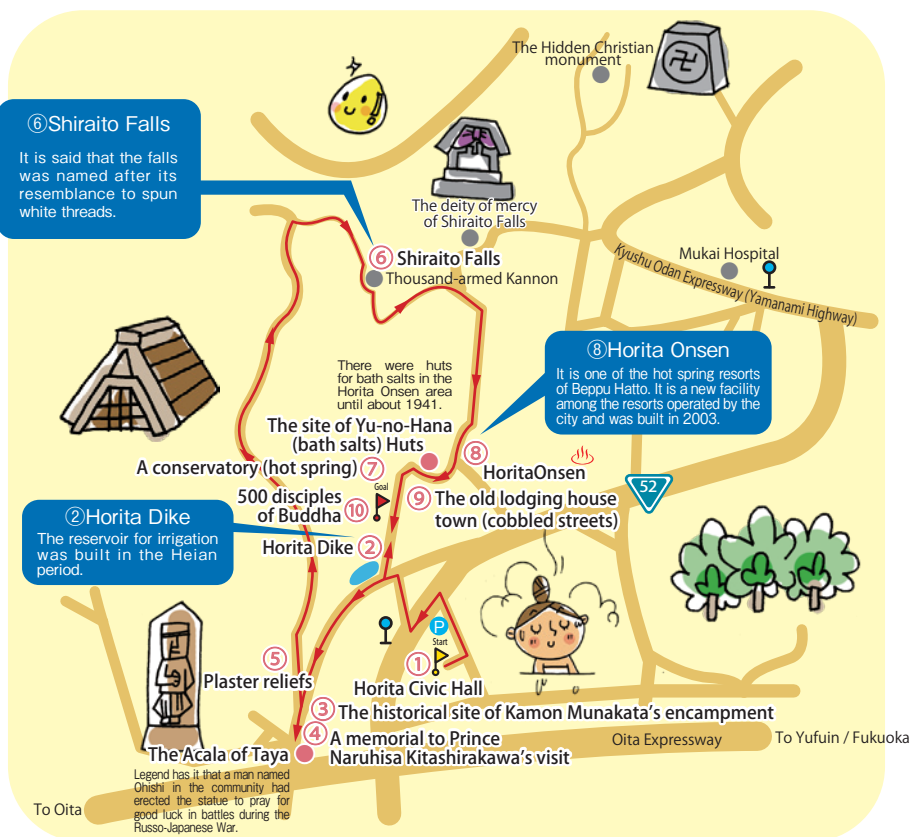 The Hidden Christian
monument
卍
⑥Shiraito Falls
It is said that the falls
was named after its
resemblance to spun
white threads.
The deity of mercy
of Shiraito Falls
⑥ Shiraito Falls
Thousand-armed Kannon
Mukai Hospital
Kyushu Odan Expressway (Yamanami Highway)
There were huts
for bath salts in the
Horita Onsen area
until about 1941.
The site of Yu-no-Hana
(bath salts) Huts
⑧Horita Onsen
It is one of the hot spring resorts
of Beppu Hatto. It is a new facility
among the resorts operated by the
city and was built in 2003.
A conservatory (hot spring) ⑦
⑧
HoritaOnsen
52
Goal
500 disciples
of Buddha ⑩
⑨ The old lodging house
town (cobbled streets)
②Horita Dike
The reservoir for irrigation
was built in the Heian
period.
Horita Dike ②
P
Start
①
Horita Civic Hall
⑤
Plaster reliefs
③ The historical site of Kamon Munakata's encampment
④ A memorial to Prince
Naruhisa Kitashirakawa's visit
Oita Expressway
To Yufuin / Fukuoka
The Acala of Taya
Legend has it that a man named
Ohishi in the community had
erected the statue to pray for
good luck in battles during the
Russo-Japanese War.
To Oita